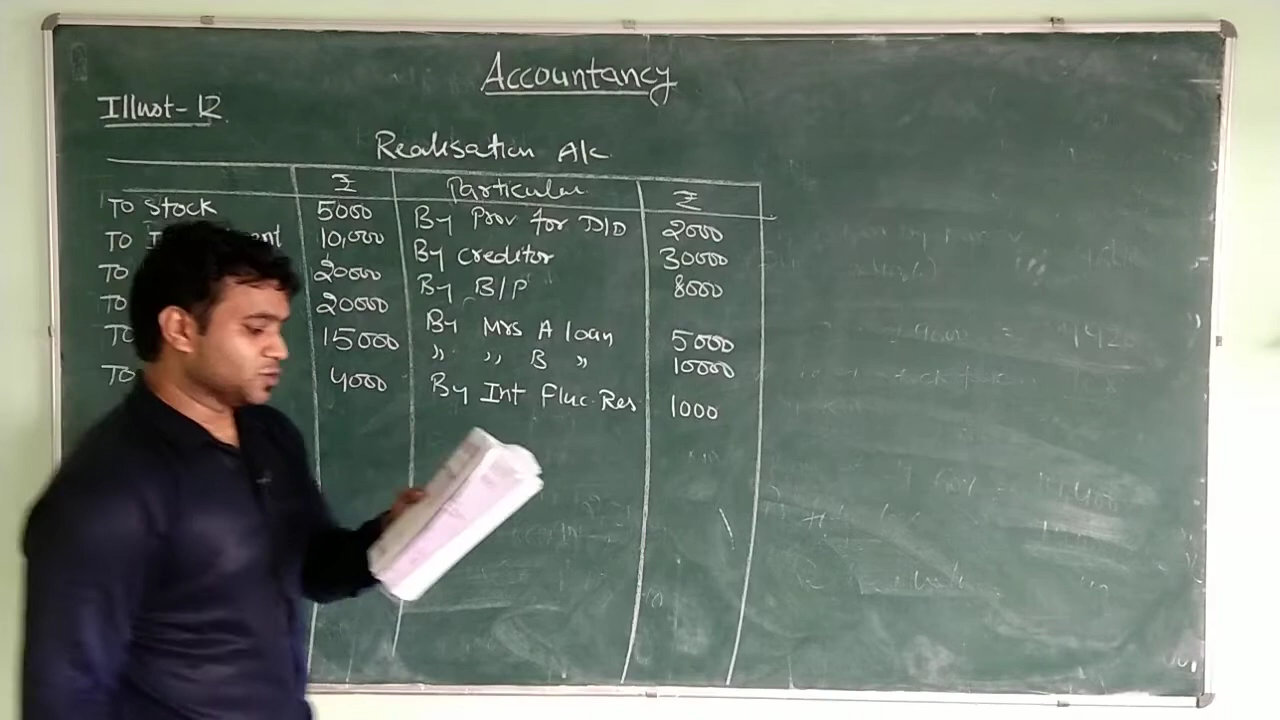 Accountancy
Illust-12
Realisation A/c
₹ Particular ₹
To Stock 5000 By Prov for D/D 2000
To 10,000 By creditor 30000
To 20000 By B/P 8000
To 20000
To 15000 By Mrs A loan 5000
" " B " 10000
To 4000 By Int Fluc. Res 1000